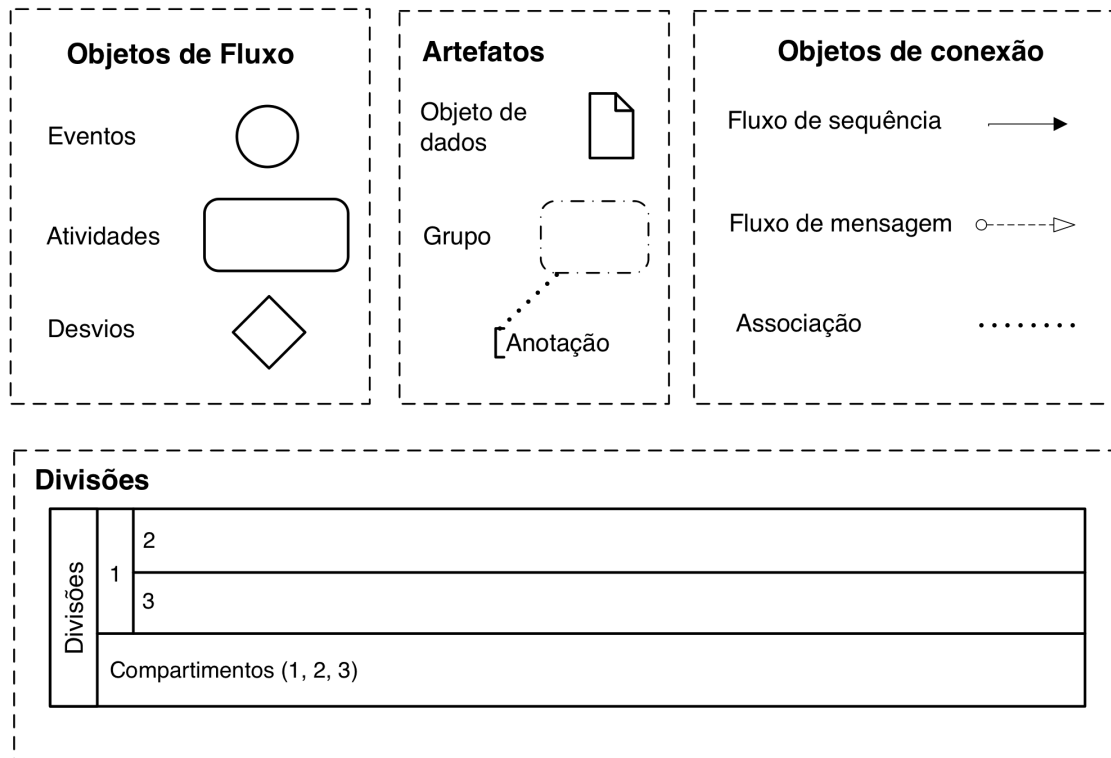 Objetos de Fluxo
Eventos
Atividades
Desvios
Artefatos
Objeto de
dados
Grupo
Anotação
Objetos de conexão
Fluxo de sequência
Fluxo de mensagem
Associação
Divisões
Divisões
1
2
3
Compartimentos (1, 2, 3)